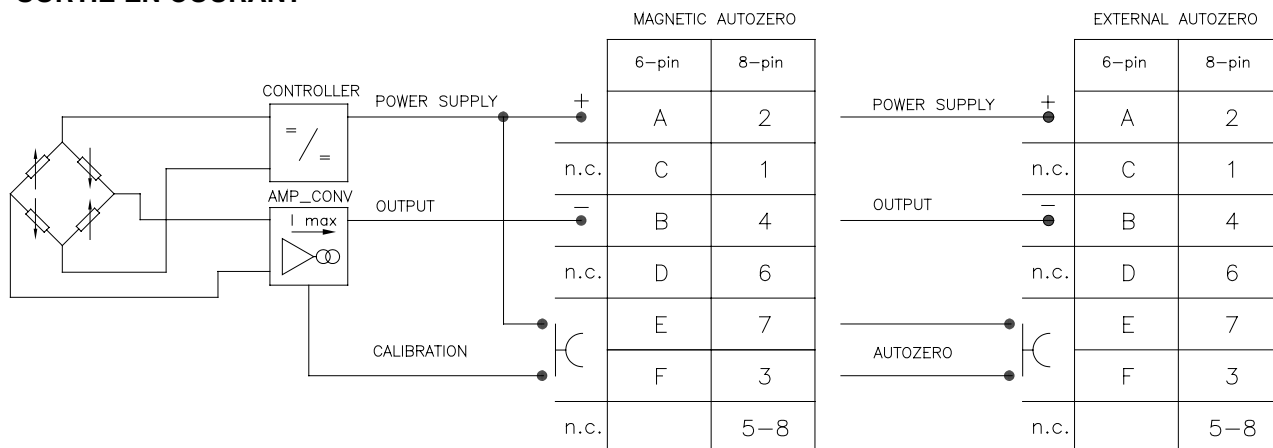 SORTIE EN COURANT
MAGNETIC AUTOZERO
EXTERNAL AUTOZERO
6-pin 8-pin
6-pin 8-pin
CONTROLLER
POWER SUPPLY
+
A 2
POWER SUPPLY
+
A 2
= / =
n.c. C 1
n.c. C 1
AMP_CONV
I max
OUTPUT
−
B 4
OUTPUT
−
B 4
n.c. D 6
n.c. D 6
E 7
E 7
CALIBRATION
F 3
AUTOZERO
F 3
n.c. 5-8
n.c. 5-8